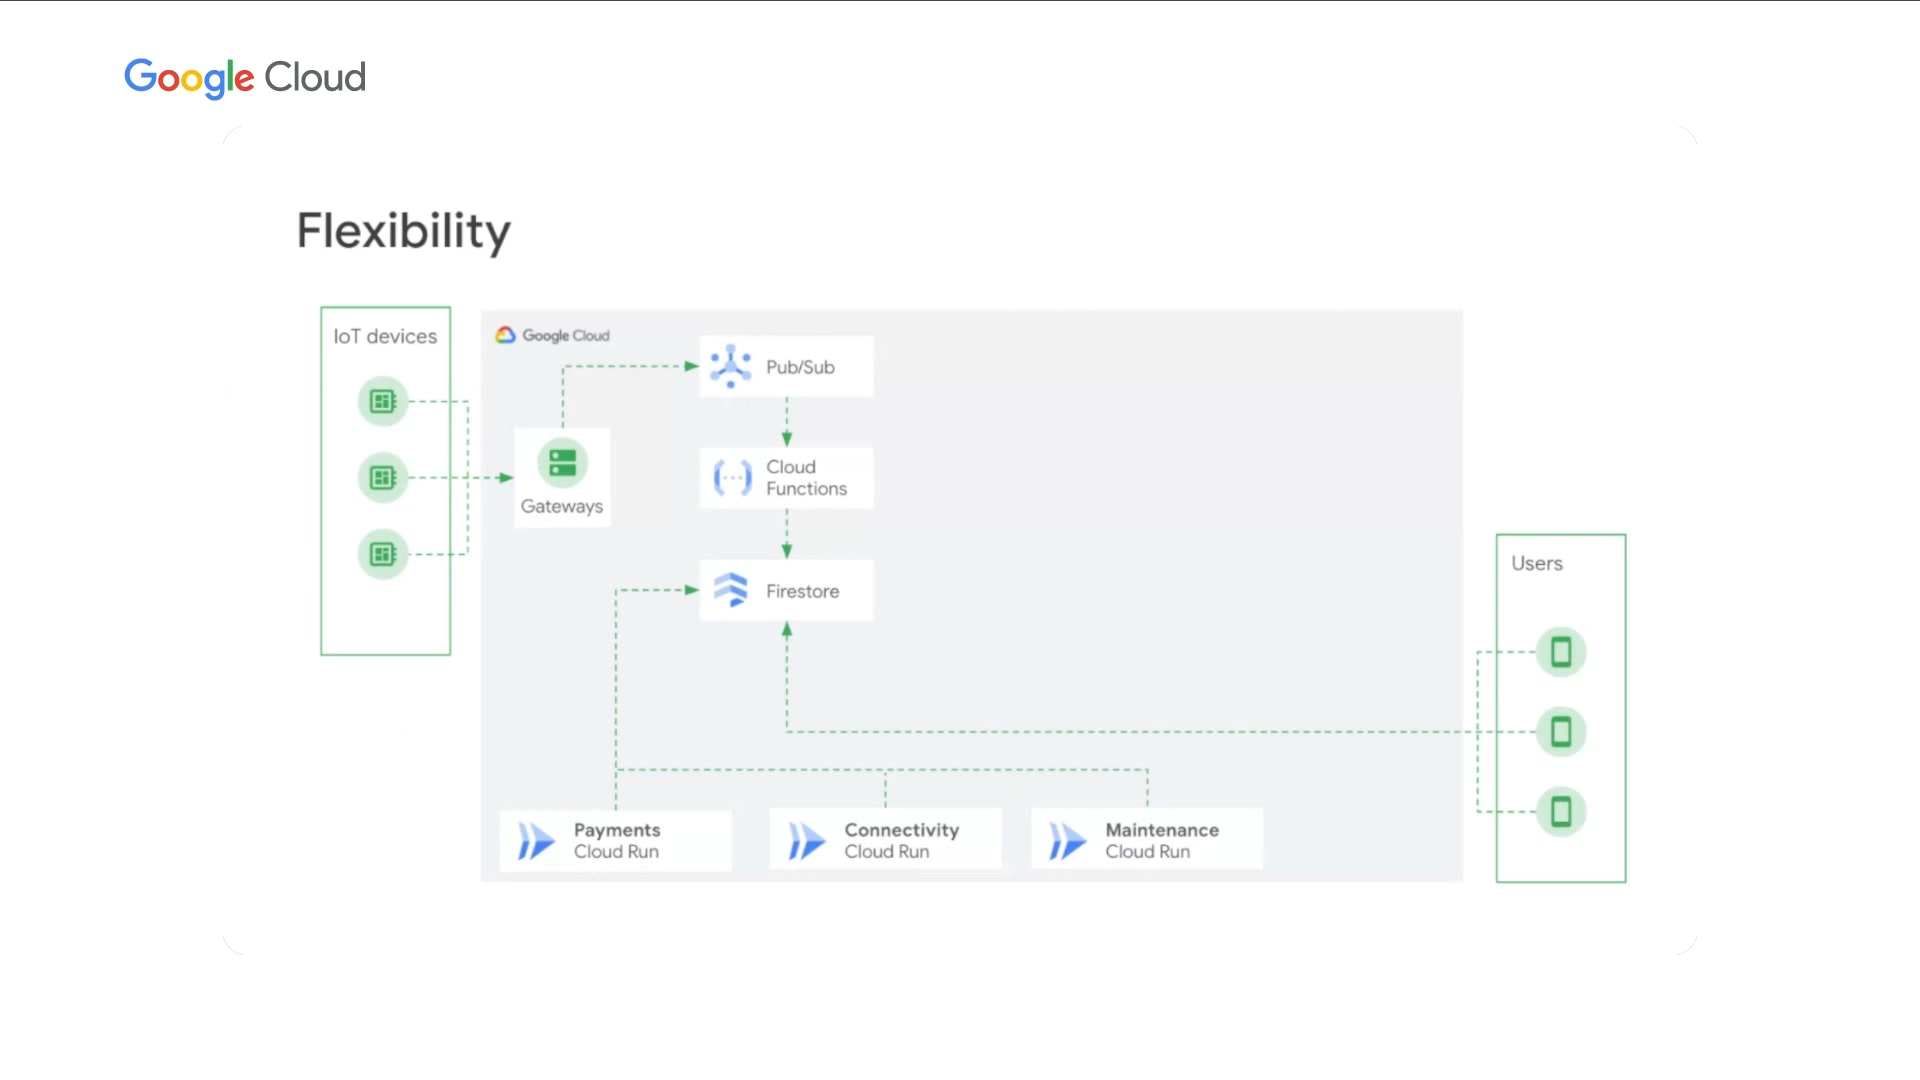 Google Cloud
Flexibility
IoT devices
Google Cloud
Pub/Sub
Cloud
Functions
Gateways
Firestore
Users
Payments
Cloud Run
Connectivity
Cloud Run
Maintenance
Cloud Run